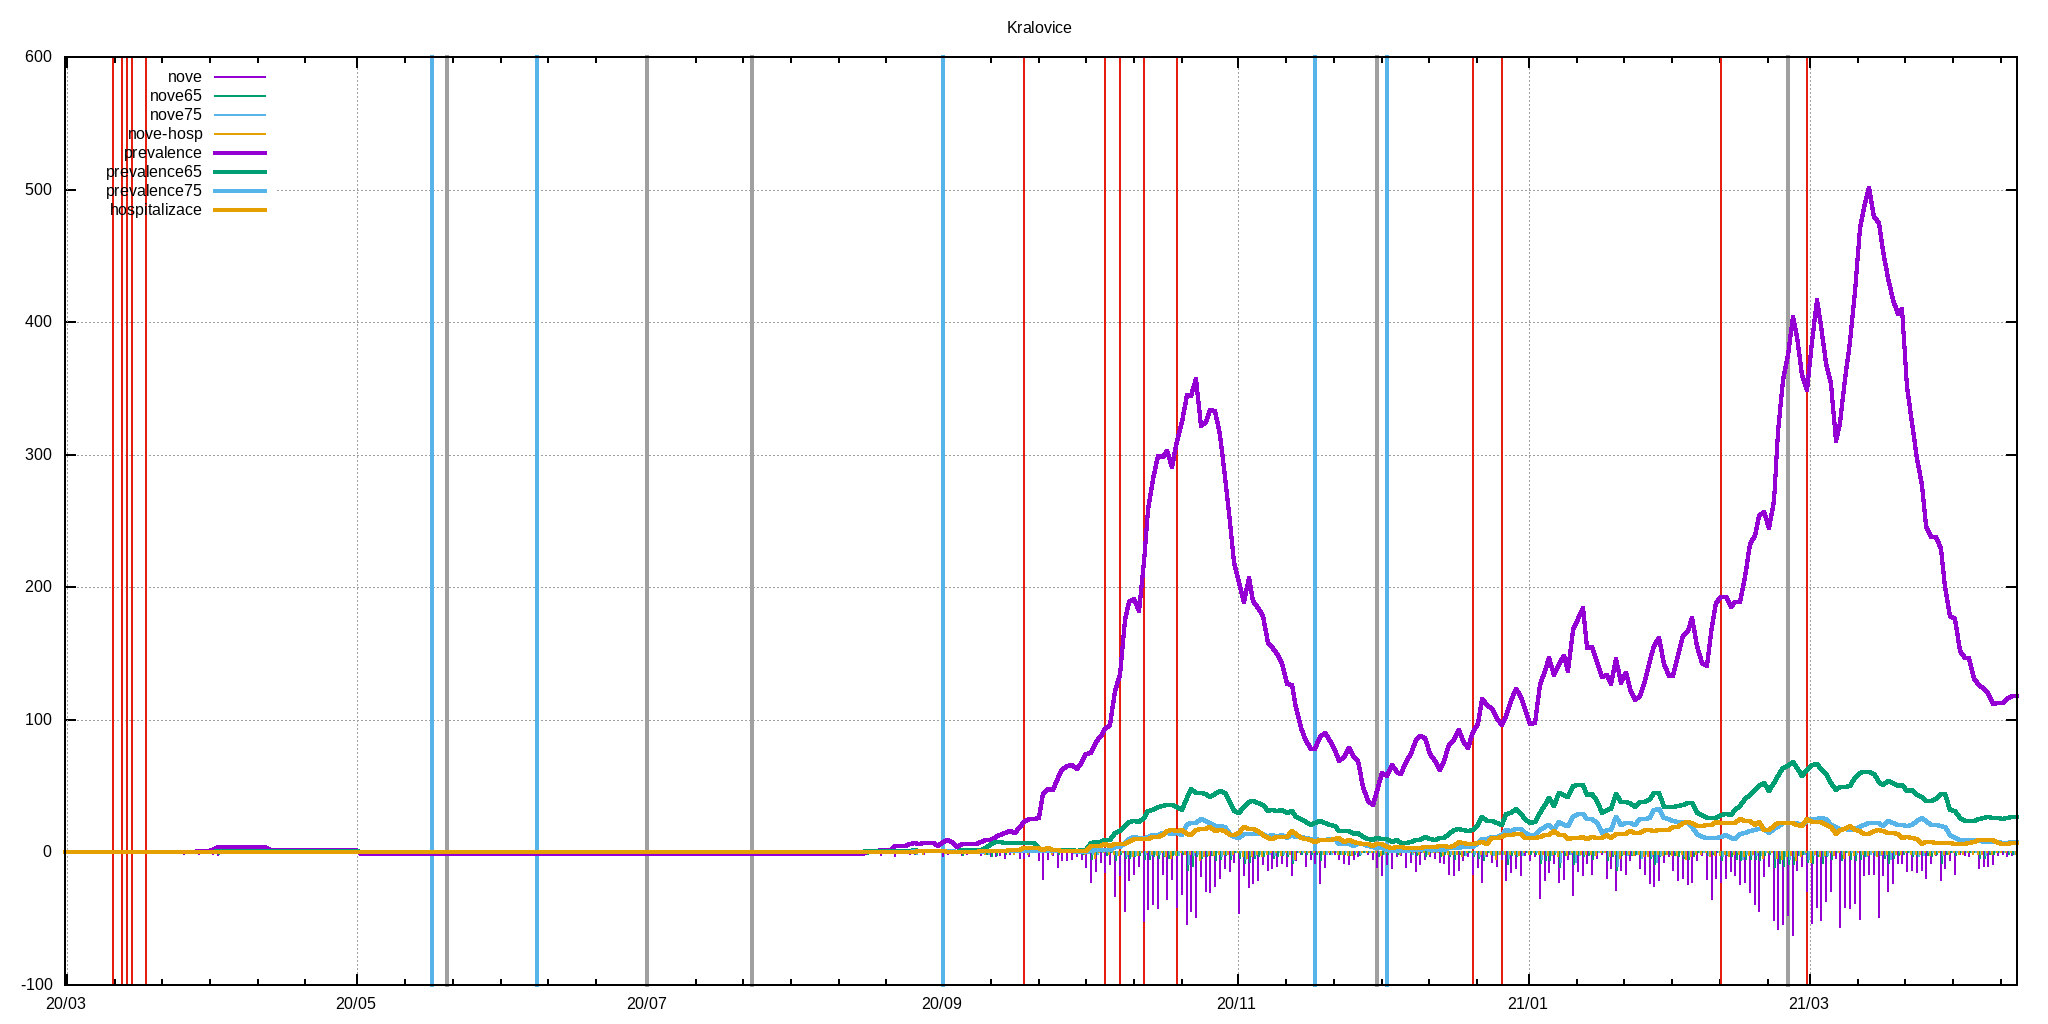 Kralovice
600
500
400
300
200
100
0
-100
nove
nove65
nove75
nove-hosp
prevalence
prevalence65
prevalence75
hospitalizace
20/03 20/05 20/07 20/09 20/11 21/01 21/03